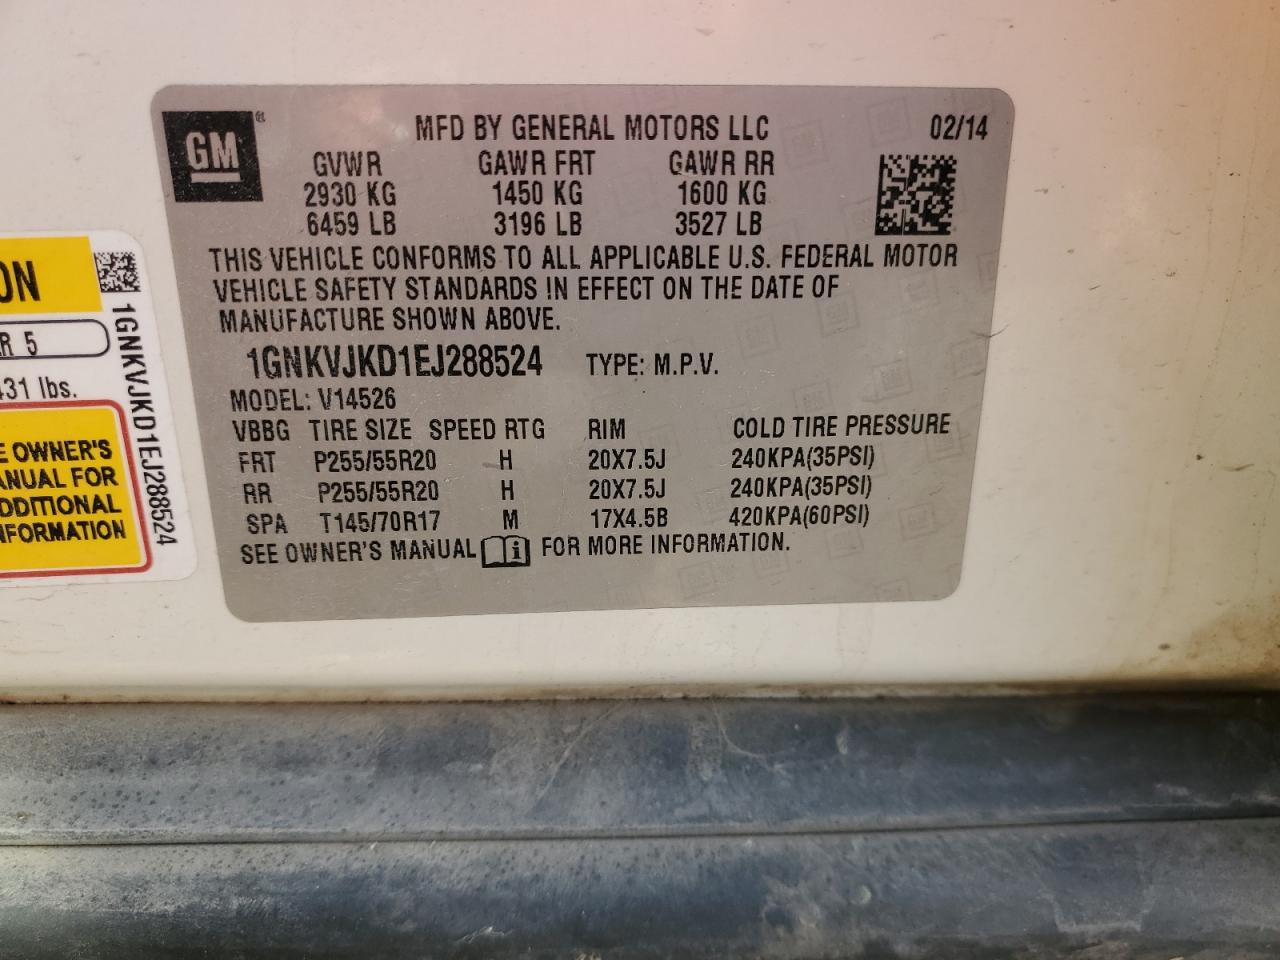 GM
MFD BY GENERAL MOTORS LLC 02/14
GVWR GAWR FRT GAWR RR
2930 KG 1450 KG 1600 KG
6459 LB 3196 LB 3527 LB
THIS VEHICLE CONFORMS TO ALL APPLICABLE U.S. FEDERAL MOTOR
VEHICLE SAFETY STANDARDS IN EFFECT ON THE DATE OF
MANUFACTURE SHOWN ABOVE.
1GNKVJKD1EJ288524 TYPE: M.P.V.
MODEL: V14526
VBBG TIRE SIZE SPEED RTG RIM COLD TIRE PRESSURE
FRT P255/55R20 H 20X7.5J 240KPA(35PSI)
RR P255/55R20 H 20X7.5J 240KPA(35PSI)
SPA T145/70R17 M 17X4.5B 420KPA(60PSI)
SEE OWNER'S MANUAL i FOR MORE INFORMATION.
ON
R 5
431 lbs.
E OWNER'S
ANUAL FOR
DDITIONAL
NFORMATION
1GNKVJKD1EJ288524